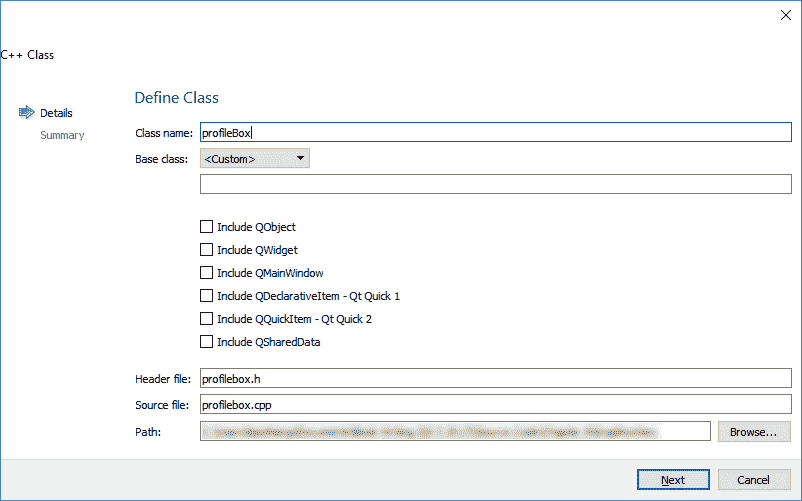 C++ Class
Define Class
Details
Summary
Class name: profileBox
Base class: <Custom>
Include QObject
Include QWidget
Include QMainWindow
Include QDeclarativeItem - Qt Quick 1
Include QQuickItem - Qt Quick 2
Include QSharedData
Header file: profilebox.h
Source file: profilebox.cpp
Path: Browse...
Next Cancel